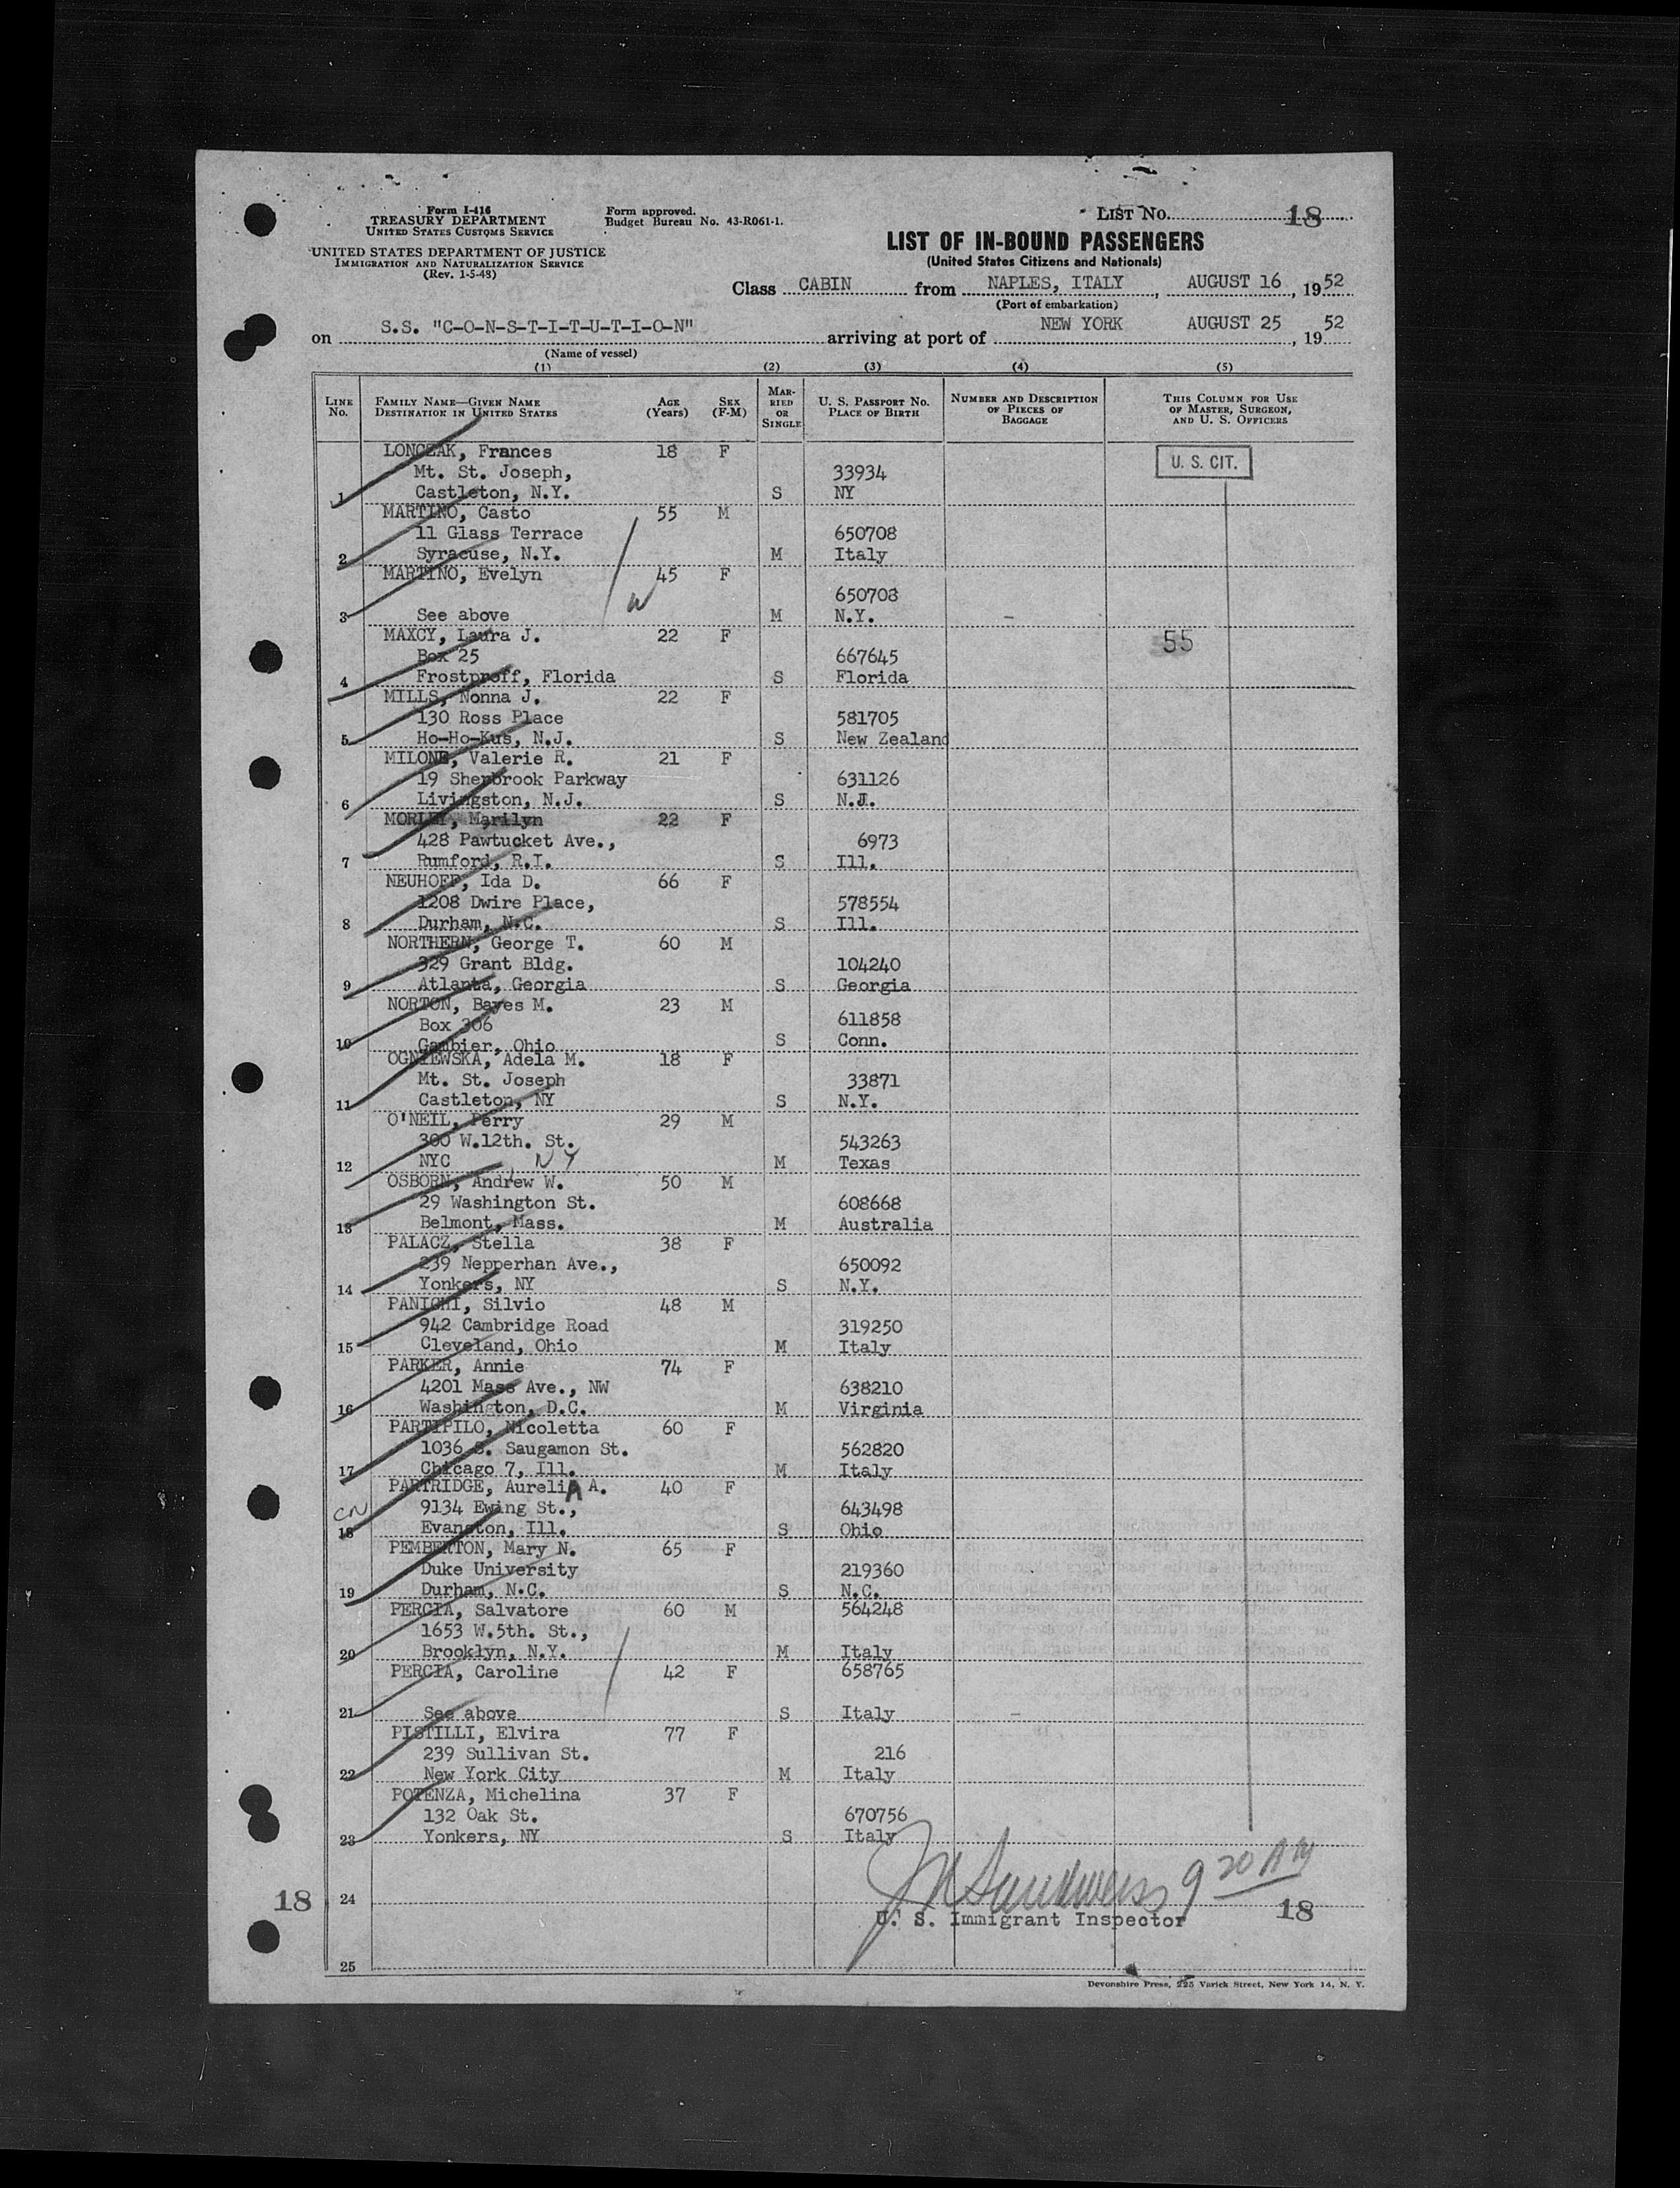 Form I-416
TREASURY DEPARTMENT
UNITED STATES CUSTOMS SERVICE
UNITED STATES DEPARTMENT OF JUSTICE
IMMIGRATION AND NATURALIZATION SERVICE
(Rev. 1-5-48)
Form approved.
Budget Bureau No. 43-R061-1.
LIST No. 18
LIST OF IN-BOUND PASSENGERS
(United States Citizens and Nationals)
Class CABIN from NAPLES, ITALY, AUGUST 16, 1952
(Port of embarkation)
on S.S. "C-O-N-S-T-I-T-U-T-I-O-N" arriving at port of NEW YORK AUGUST 25, 1952
(Name of vessel)
(1) (2) (3) (4) (5)
LINE No. FAMILY NAME—GIVEN NAME DESTINATION IN UNITED STATES AGE (Years) SEX (F-M) MARRIED OR SINGLE U. S. PASSPORT No. PLACE OF BIRTH NUMBER AND DESCRIPTION OF PIECES OF BAGGAGE THIS COLUMN FOR USE OF MASTER, SURGEON, AND U. S. OFFICERS
LONCZAK, Frances 18 F U. S. CIT.
Mt. St. Joseph, 33934
1 Castleton, N.Y. S NY
MARTINO, Casto 55 M
11 Glass Terrace 650708
2 Syracuse, N.Y. M Italy
MARTINO, Evelyn 45 F
W 650708
3 See above M N.Y. –
MAXCY, Laura J. 22 F 55
Box 25 667645
4 Frostproff, Florida S Florida
MILLS, Nonna J. 22 F
130 Ross Place 581705
5 Ho-Ho-Kus, N.J. S New Zealand
MILONE, Valerie R. 21 F
19 Sherbrook Parkway 631126
6 Livingston, N.J. S N.J.
MORLEY, Marilyn 22 F
428 Pawtucket Ave., 6973
7 Rumford, R.I. S Ill.
NEUHOFF, Ida D. 66 F
1208 Dwire Place, 578554
8 Durham, N.C. S Ill.
NORTHERN, George T. 60 M
329 Grant Bldg. 104240
9 Atlanta, Georgia S Georgia
NORTON, Bayes M. 23 M
Box 306 611858
10 Gambier, Ohio S Conn.
OGNIEWSKA, Adela M. 18 F
Mt. St. Joseph 33871
11 Castleton, NY S N.Y.
O'NEIL, Perry 29 M
300 W.12th. St. 543263
12 NYC NY M Texas
OSBORN, Andrew W. 50 M
29 Washington St. 608668
13 Belmont, Mass. M Australia
PALACZ, Stella 38 F
239 Nepperhan Ave., 650092
14 Yonkers, NY S N.Y.
PANIGHI, Silvio 48 M
942 Cambridge Road 319250
15 Cleveland, Ohio M Italy
PARKER, Annie 74 F
4201 Mass Ave., NW 638210
16 Washington, D.C. M Virginia
PARTIPILO, Nicoletta 60 F
1036 S. Saugamon St. 562820
17 Chicago 7, Ill. M Italy
PARTRIDGE, AureliA A. 40 F
CN 9134 Ewing St., 643498
18 Evanston, Ill. S Ohio
PEMBERTON, Mary N. 65 F
Duke University 219360
19 Durham, N.C. S N.C.
PERCIA, Salvatore 60 M 564248
1653 W.5th. St.,
20 Brooklyn, N.Y. M Italy
PERCIA, Caroline 42 F 658765
21 See above S Italy –
PISTILLI, Elvira 77 F
239 Sullivan St. 216
22 New York City M Italy
POTENZA, Michelina 37 F
132 Oak St. 670756
23 Yonkers, NY S Italy
9 20 AM
18 24
U. S. Immigrant Inspector 18
25
Devonshire Press, 225 Varick Street, New York 14, N. Y.